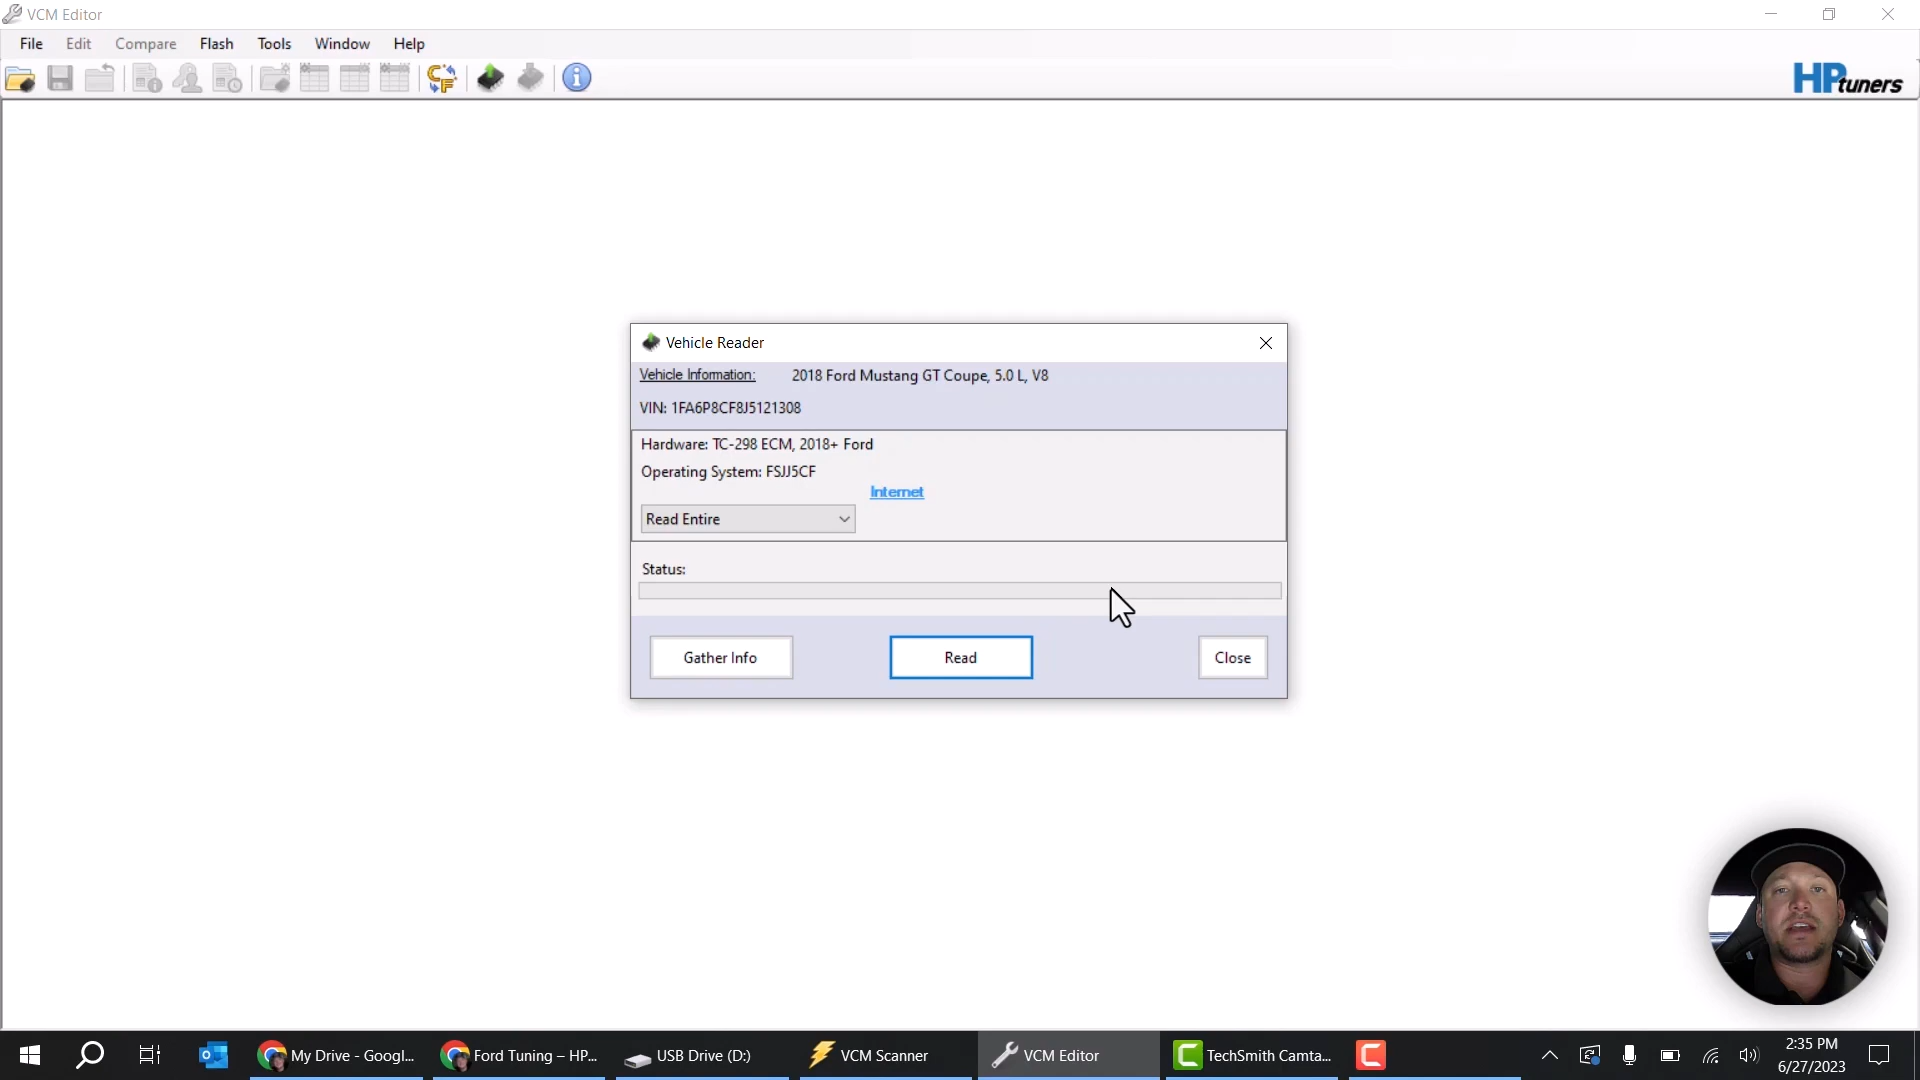 VCM Editor
File Edit Compare Flash Tools Window Help
HPtuners
Vehicle Reader
Vehicle Information: 2018 Ford Mustang GT Coupe, 5.0 L, V8
VIN: 1FA6P8CF8J5121308
Hardware: TC-298 ECM, 2018+ Ford
Operating System: FSJJ5CF
Internet
Read Entire
Status:
Gather Info Read Close
My Drive - Googl... Ford Tuning – HP... USB Drive (D:) VCM Scanner VCM Editor TechSmith Camta... 2:35 PM
6/27/2023